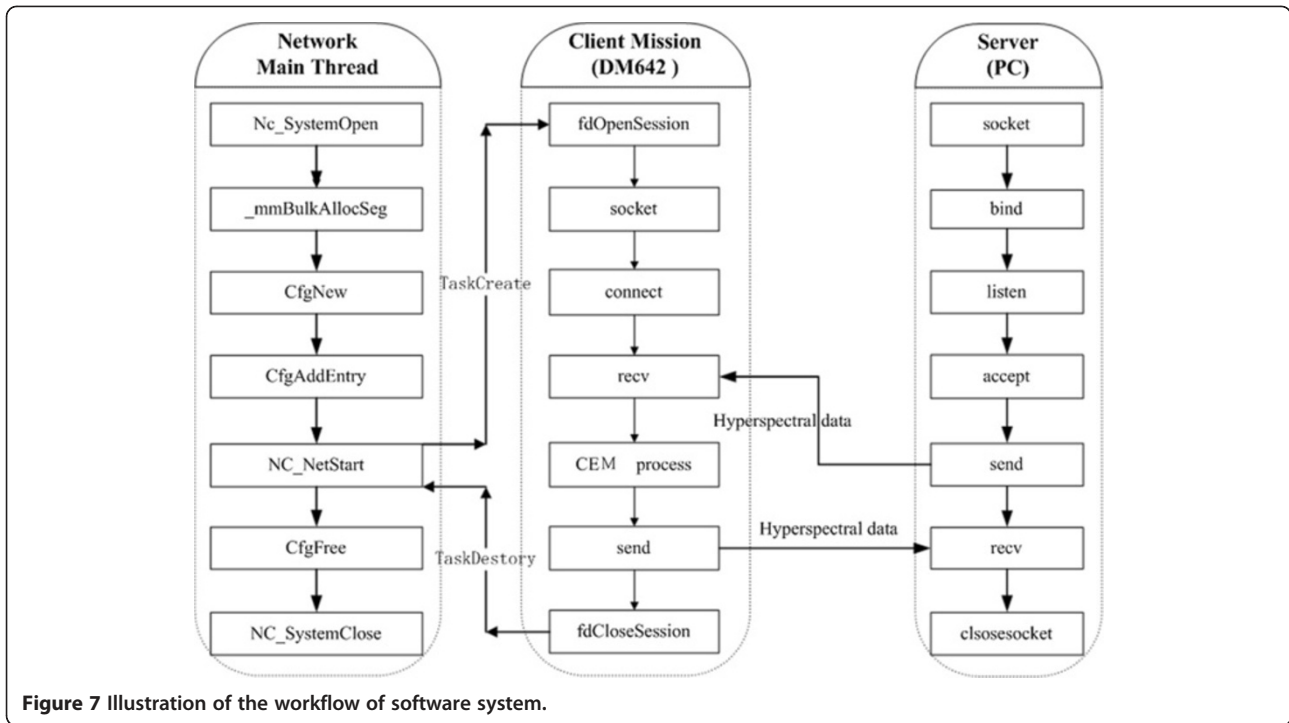 Network
Main Thread
Nc_SystemOpen
_mmBulkAllocSeg
CfgNew
CfgAddEntry
NC_NetStart
CfgFree
NC_SystemClose
TaskCreate
TaskDestory
Client Mission
(DM642 )
fdOpenSession
socket
connect
recv
CEM process
send
fdCloseSession
Hyperspectral data
Hyperspectral data
Server
(PC)
socket
bind
listen
accept
send
recv
clsosesocket
Figure 7 Illustration of the workflow of software system.